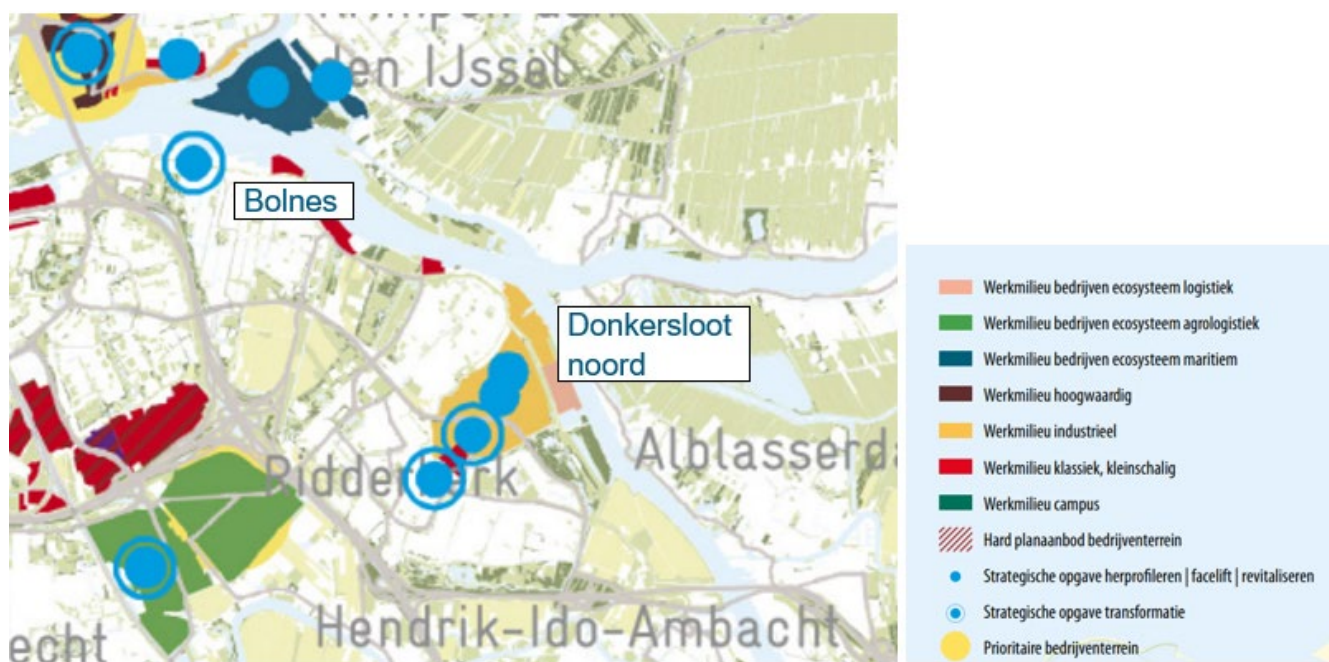 den IJssel
Bolnes
Donkersloot
noord
Ridderkerk
Alblasserda
Hendrik-Ido-Ambacht
echt
Werkmilieu bedrijven ecosysteem logistiek
Werkmilieu bedrijven ecosysteem agrologistiek
Werkmilieu bedrijven ecosysteem maritiem
Werkmilieu hoogwaardig
Werkmilieu industrieel
Werkmilieu klassiek, kleinschalig
Werkmilieu campus
Hard planaanbod bedrijventerrein
Strategische opgave herprofileren | facelift | revitaliseren
Strategische opgave transformatie
Prioritaire bedrijventerrein